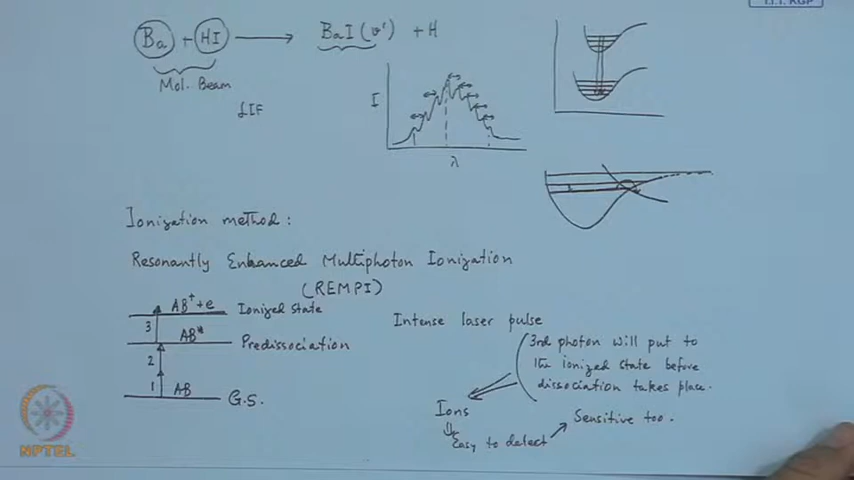 I.I.T. KGP
Ba + HI → BaI (v') + H
Mol. Beam
LIF
I
λ
Ionization method :
Resonantly Enhanced Multiphoton Ionization
(REMPI)
AB⁺ + e Ionized State
3
AB** Predissociation
2
1 AB G.S.
Intense laser pulse
3rd photon will put to
the ionized state before
dissociation takes place.
Ions
Easy to detect
Sensitive too.
NPTEL